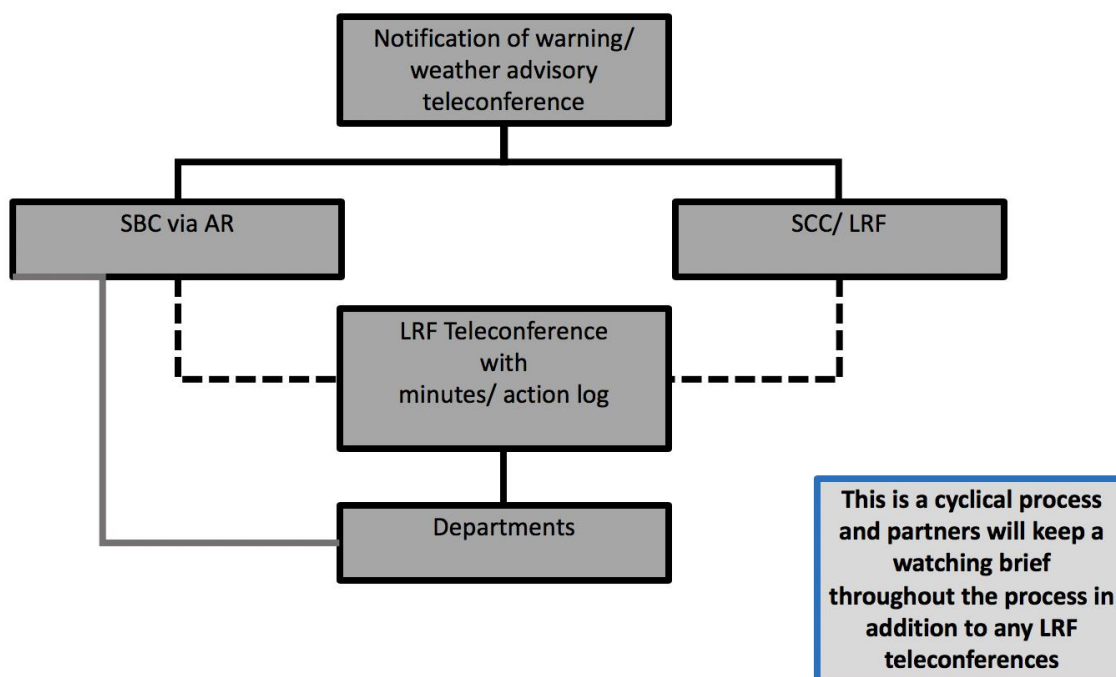 Notification of warning/
weather advisory
teleconference
SBC via AR
SCC/ LRF
LRF Teleconference
with
minutes/ action log
Departments
This is a cyclical process
and partners will keep a
watching brief
throughout the process in
addition to any LRF
teleconferences